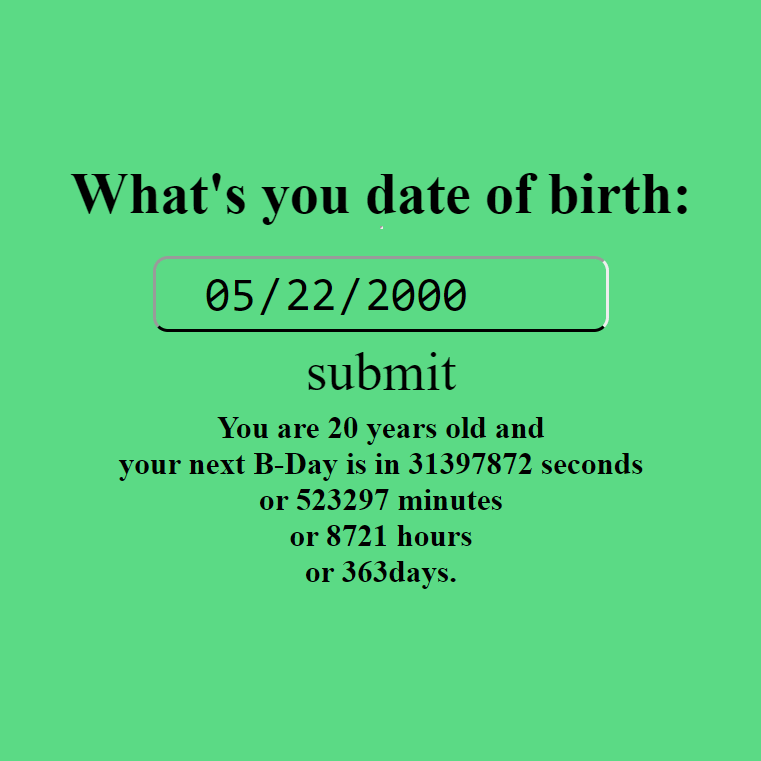 What's you date of birth:
05/22/2000
submit
You are 20 years old and
your next B-Day is in 31397872 seconds
or 523297 minutes
or 8721 hours
or 363days.